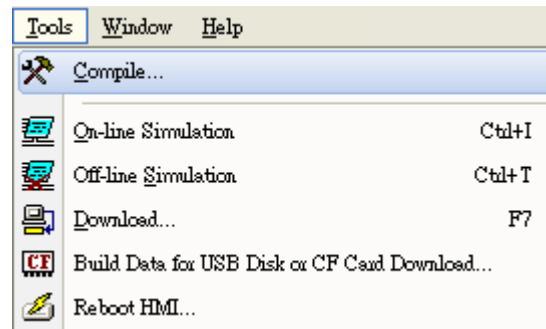 Tools Window Help
Compile...
On-line Simulation Ctrl+I
Off-line Simulation Ctrl+T
Download... F7
CF Build Data for USB Disk or CF Card Download...
Reboot HMI...